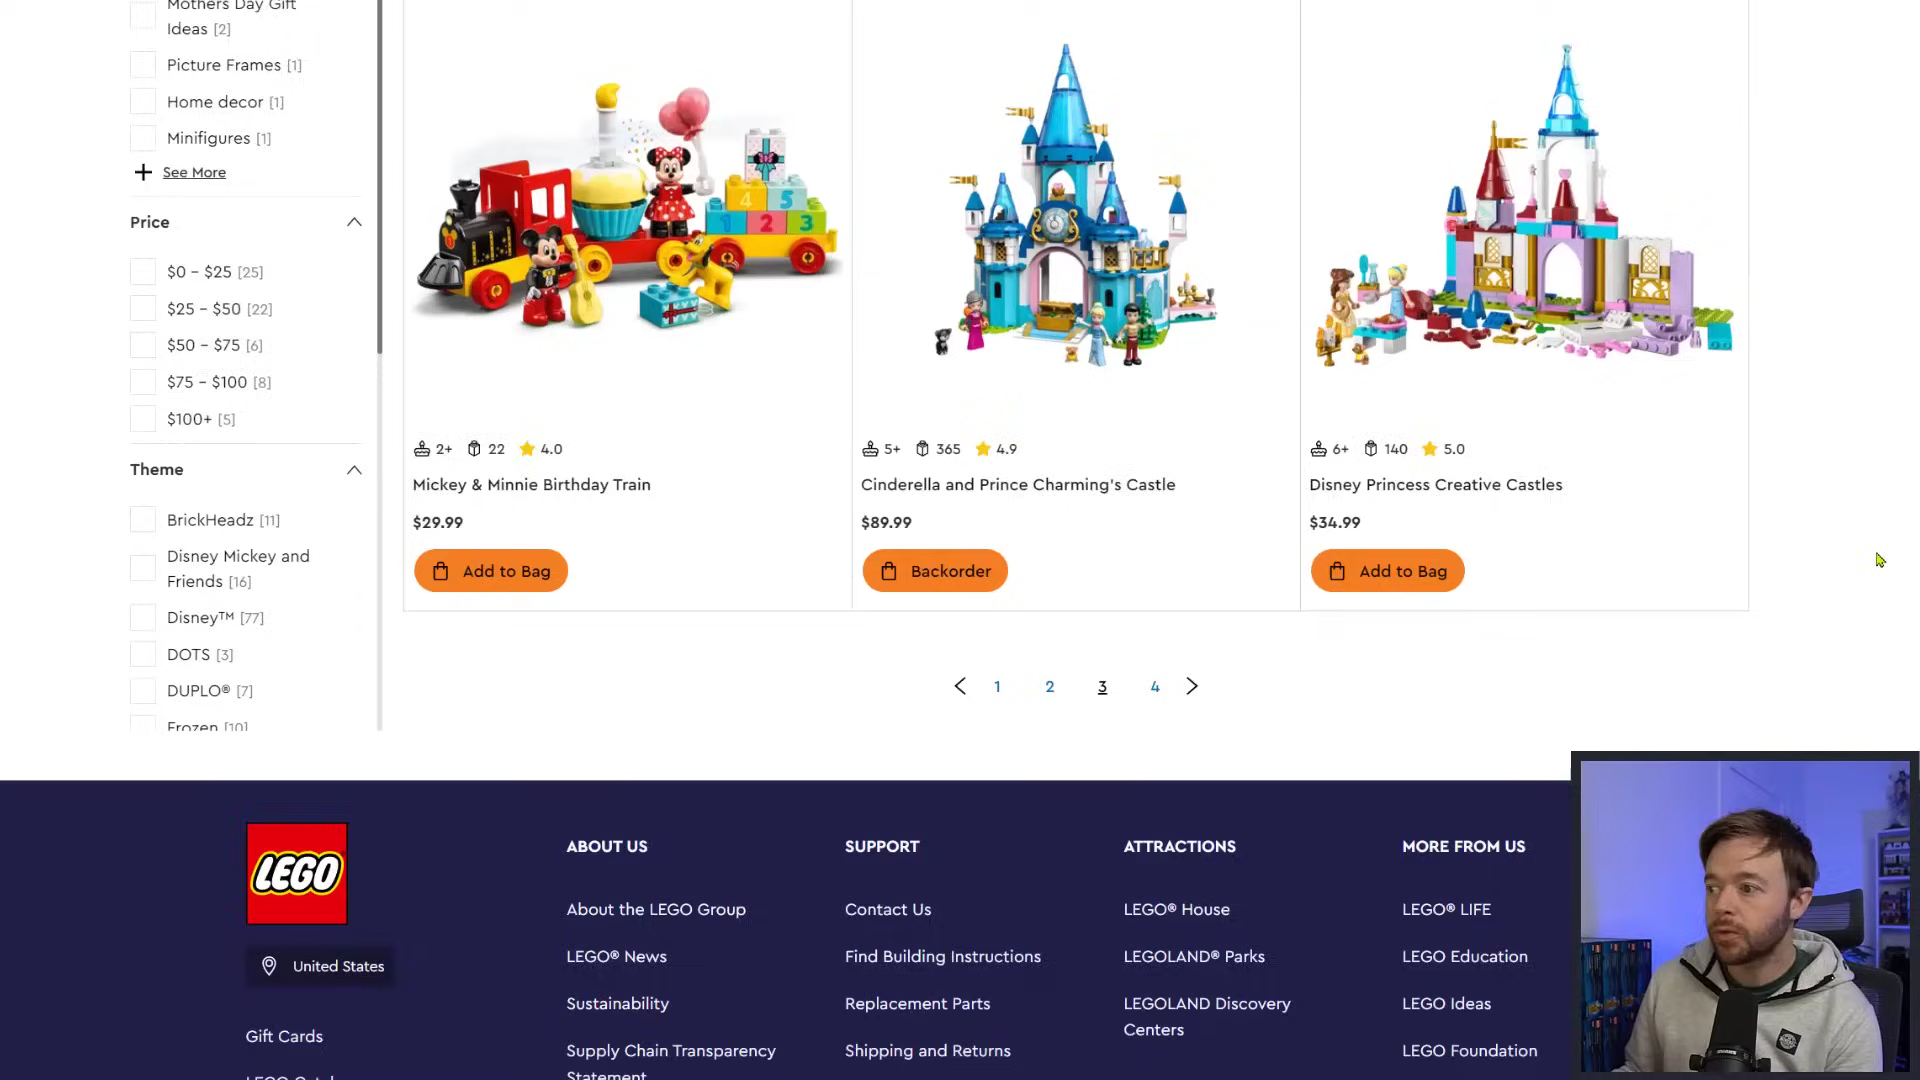 Mothers Day Gift
Ideas [2]
Picture Frames [1]
Home decor [1]
Minifigures [1]
See More
Price
$0 - $25 [25]
$25 - $50 [22]
$50 - $75 [6]
$75 - $100 [8]
$100+ [5]
Theme
BrickHeadz [11]
Disney Mickey and
Friends [16]
Disney™ [77]
DOTS [3]
DUPLO® [7]
Frozen [10]
4 5
1 2 3
2+ 22 4.0
Mickey & Minnie Birthday Train
$29.99
Add to Bag
5+ 365 4.9
Cinderella and Prince Charming's Castle
$89.99
Backorder
6+ 140 5.0
Disney Princess Creative Castles
$34.99
Add to Bag
1 2 3 4
LEGO
United States
Gift Cards
ABOUT US
About the LEGO Group
LEGO® News
Sustainability
Supply Chain Transparency
Statement
SUPPORT
Contact Us
Find Building Instructions
Replacement Parts
Shipping and Returns
ATTRACTIONS
LEGO® House
LEGOLAND® Parks
LEGOLAND Discovery
Centers
MORE FROM US
LEGO® LIFE
LEGO Education
LEGO Ideas
LEGO Foundation